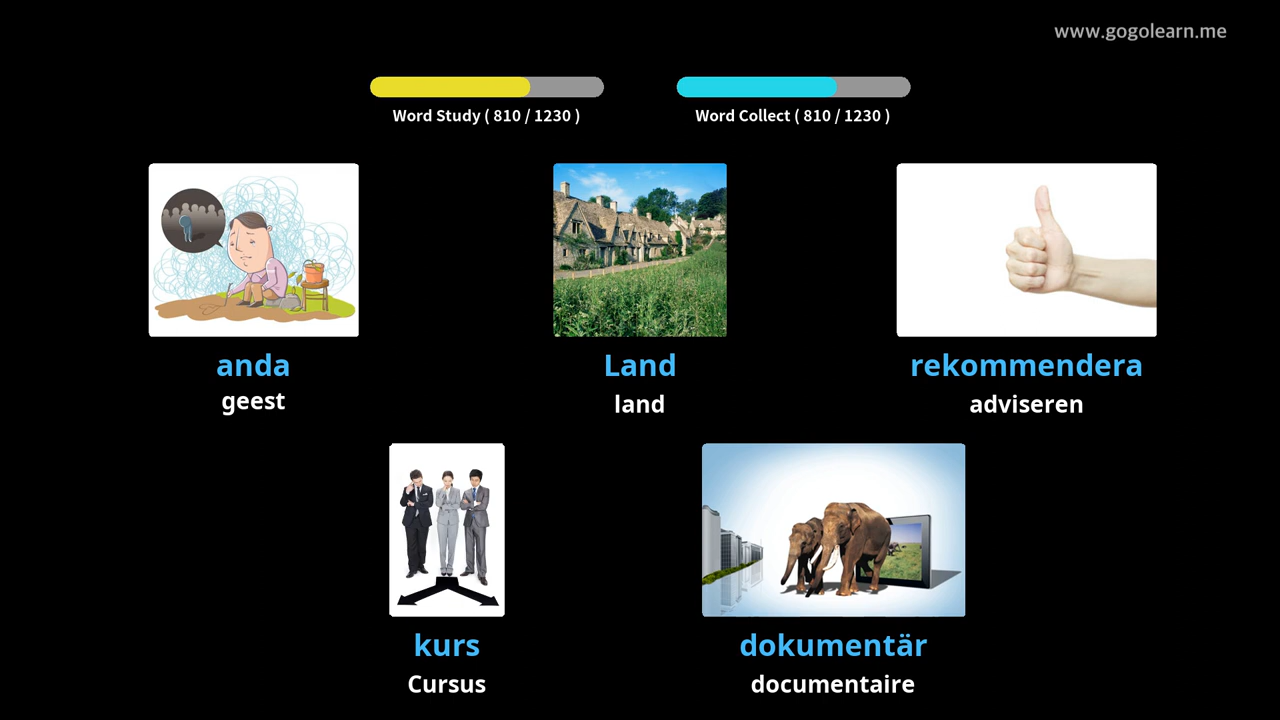 www.gogolearn.me
Word Study ( 810 / 1230 )
Word Collect ( 810 / 1230 )
anda
geest
Land
land
rekommendera
adviseren
kurs
Cursus
dokumentär
documentaire